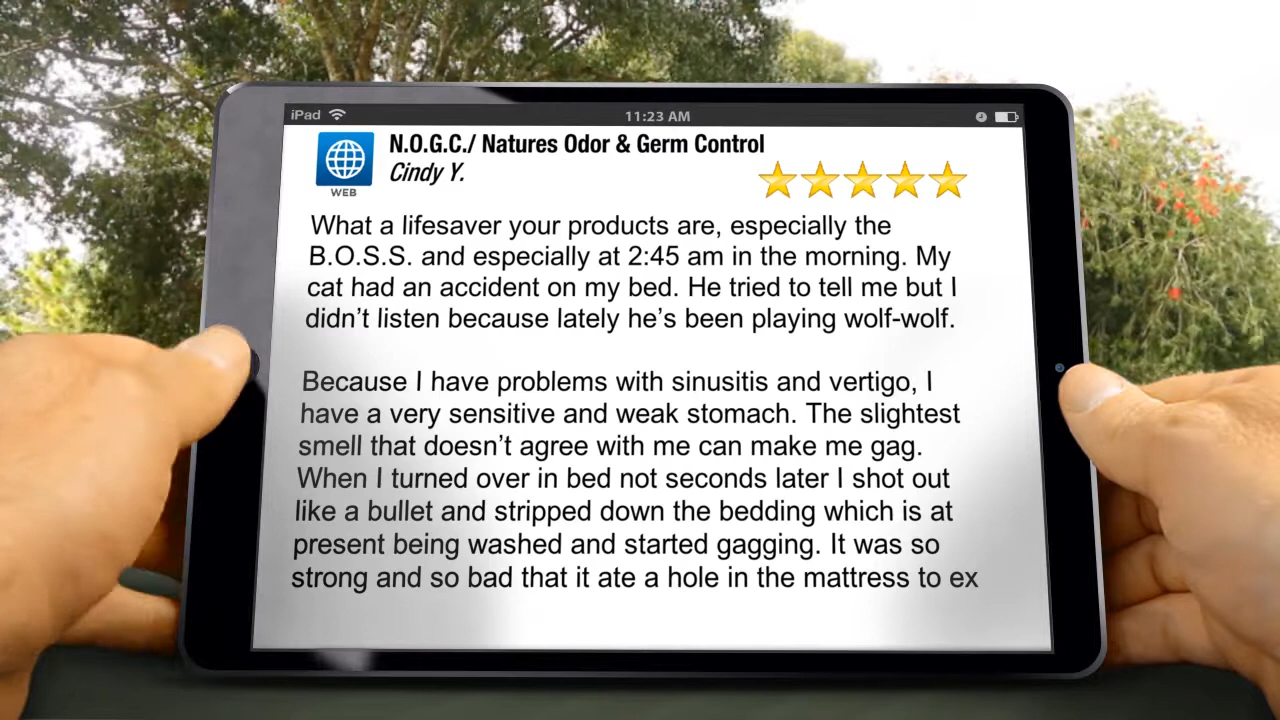 iPad
11:23 AM
N.O.G.C./ Natures Odor & Germ Control
Cindy Y.
WEB
What a lifesaver your products are, especially the
B.O.S.S. and especially at 2:45 am in the morning. My
cat had an accident on my bed. He tried to tell me but I
didn’t listen because lately he’s been playing wolf-wolf.
Because I have problems with sinusitis and vertigo, I
have a very sensitive and weak stomach. The slightest
smell that doesn’t agree with me can make me gag.
When I turned over in bed not seconds later I shot out
like a bullet and stripped down the bedding which is at
present being washed and started gagging. It was so
strong and so bad that it ate a hole in the mattress to ex